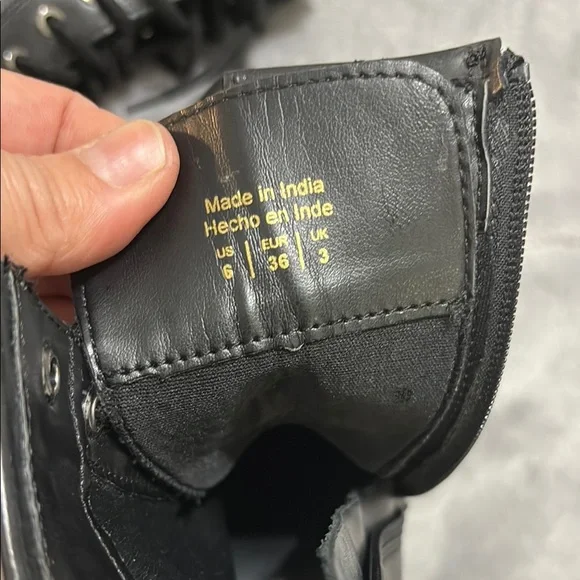 Made in India
Hecho en Inde
US | EUR | UK
6 | 36 | 3